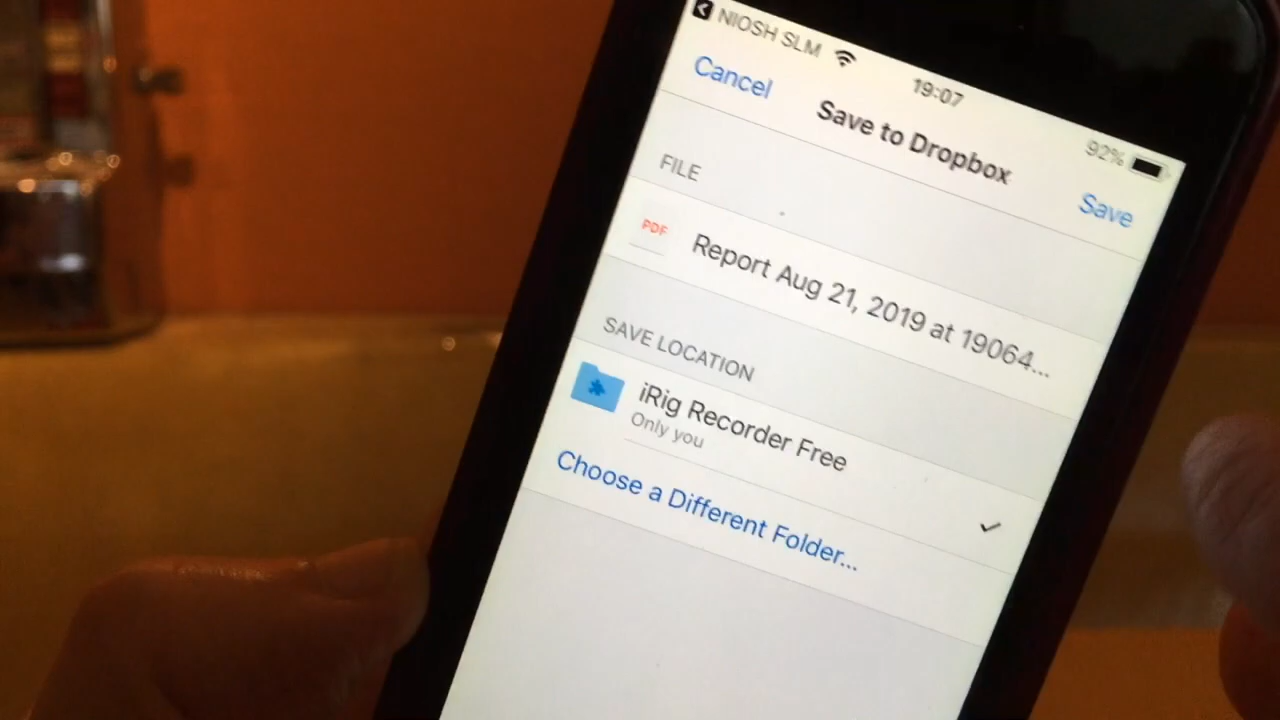 NIOSH SLM
19:07
92%
Cancel
Save to Dropbox
Save
FILE
PDF
Report Aug 21, 2019 at 19064...
SAVE LOCATION
iRig Recorder Free
Only you
Choose a Different Folder...